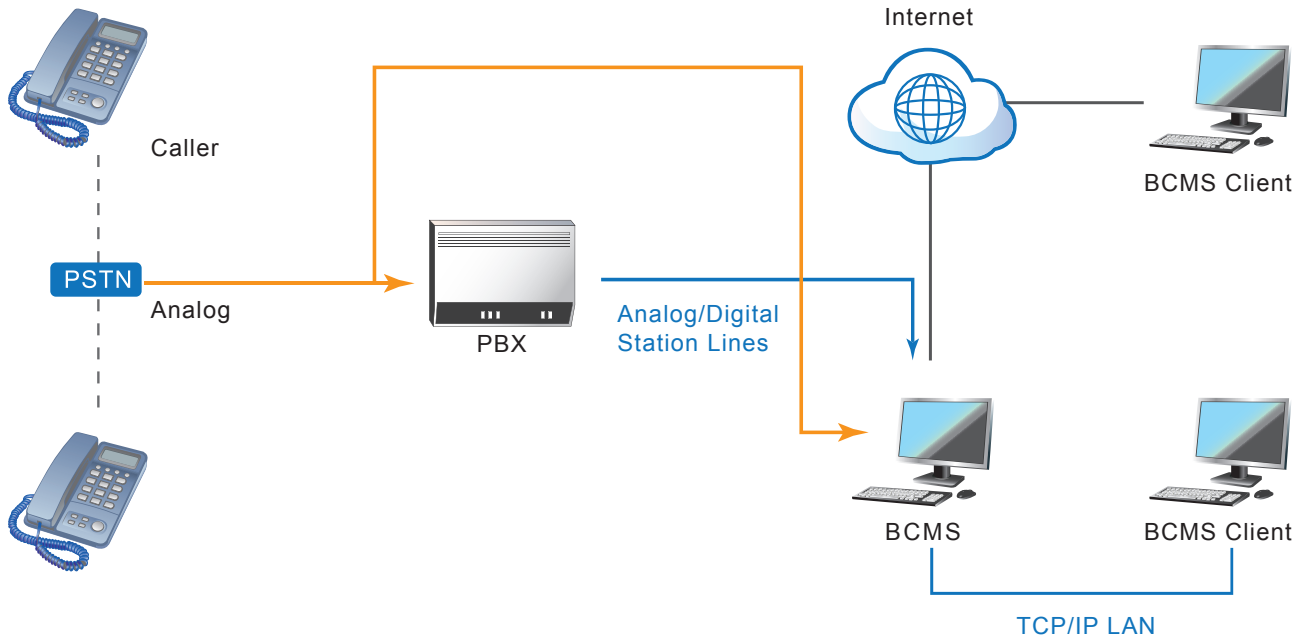 Internet
Caller
BCMS Client
PSTN
Analog
Analog/Digital
Station Lines
PBX
BCMS
BCMS Client
TCP/IP LAN